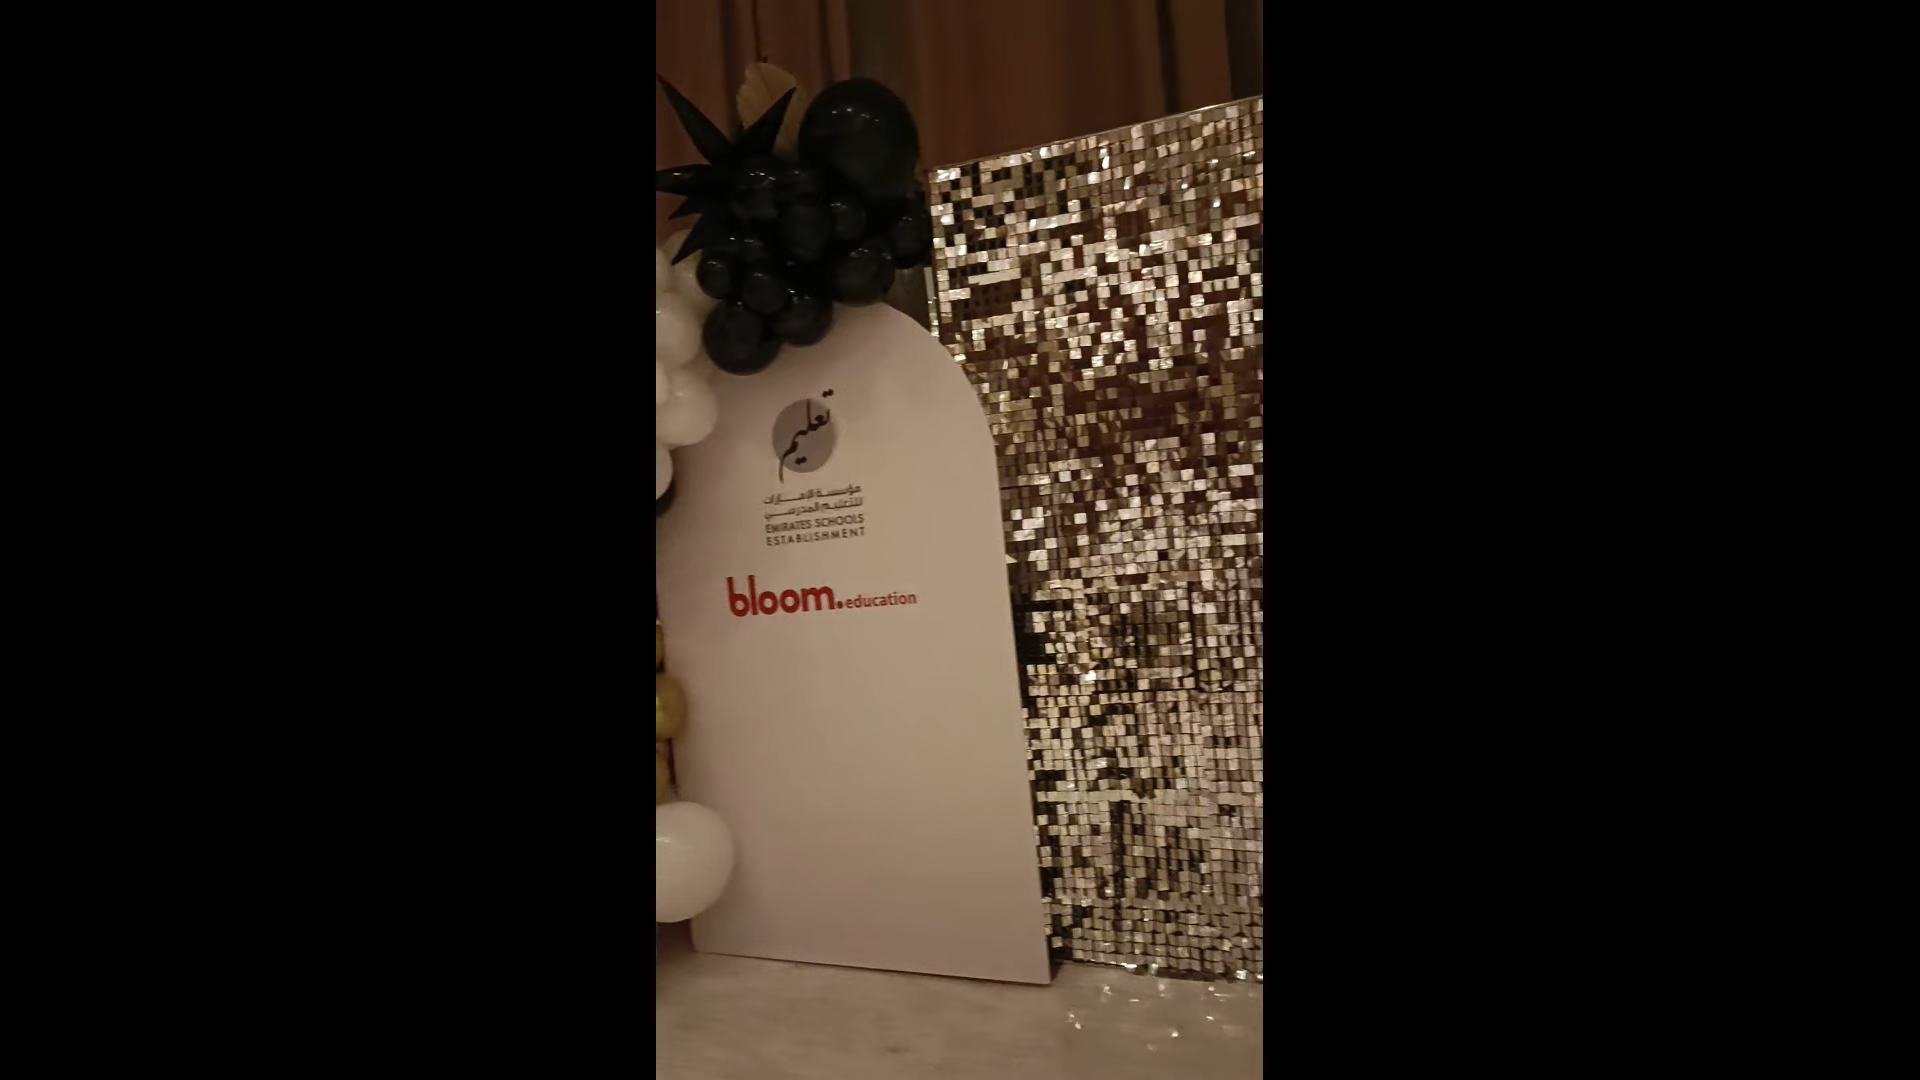 تعليم
مؤسسة الإمارات
للتعليم المدرسي
EMIRATES SCHOOLS
ESTABLISHMENT
bloom.education